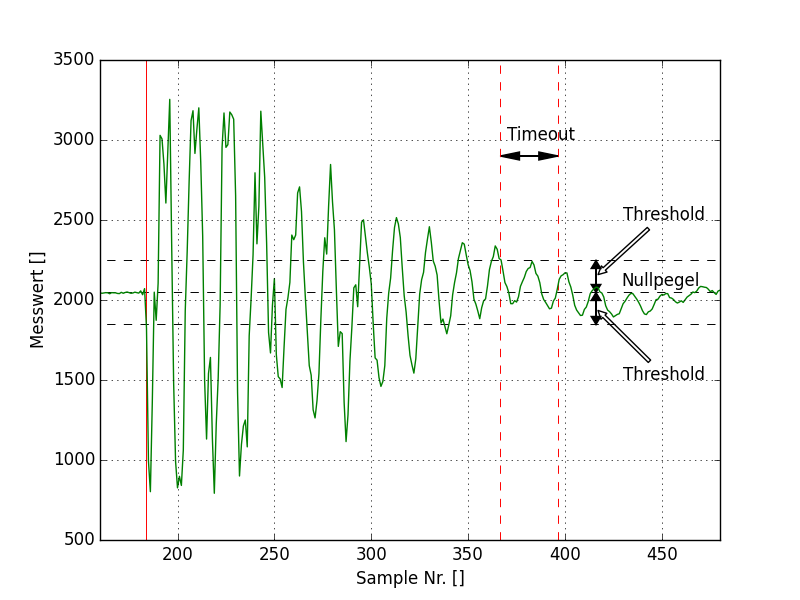 3500
3000
2500
2000
1500
1000
500
Messwert []
Timeout
Threshold
Nullpegel
Threshold
200 250 300 350 400 450
Sample Nr. []